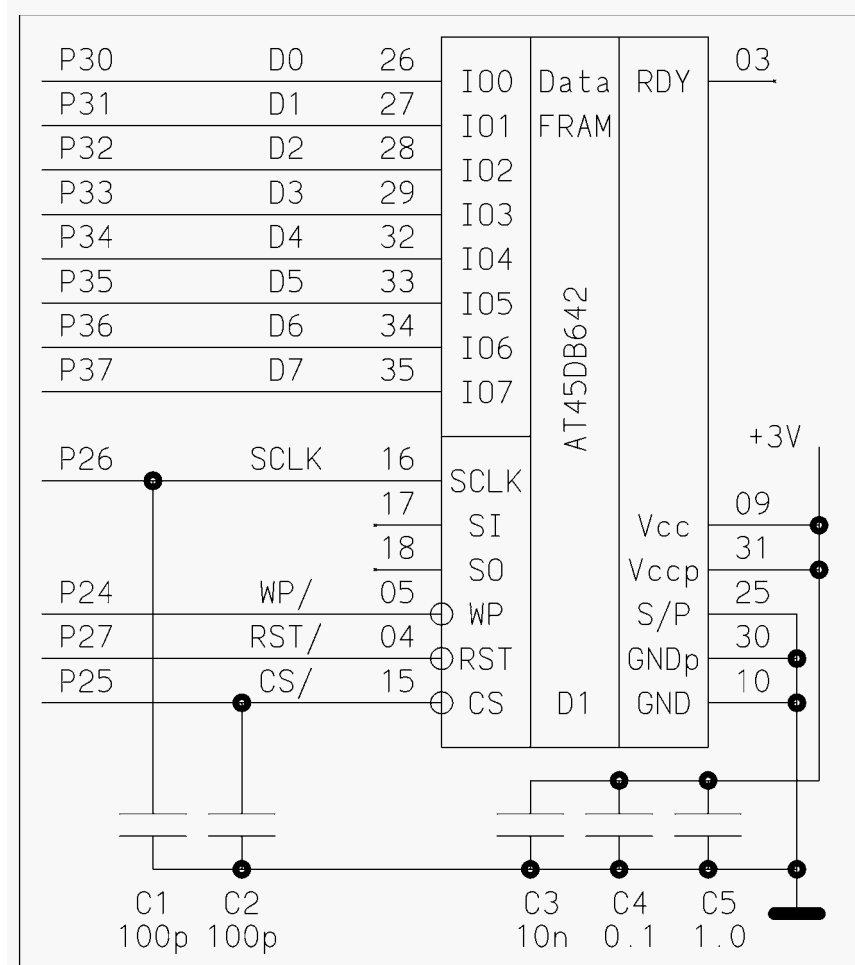 P30 D0 26 IO0 Data RDY 03
P31 D1 27 IO1 FRAM
P32 D2 28 IO2
P33 D3 29 IO3
P34 D4 32 IO4
P35 D5 33 IO5
P36 D6 34 IO6
P37 D7 35 IO7
AT45DB642
+3V
P26 SCLK 16 SCLK
17 SI Vcc 09
18 SO Vccp 31
P24 WP/ 05 WP S/P 25
P27 RST/ 04 RST GNDp 30
P25 CS/ 15 CS D1 GND 10
C1 C2 C3 C4 C5
100p 100p 10n 0.1 1.0